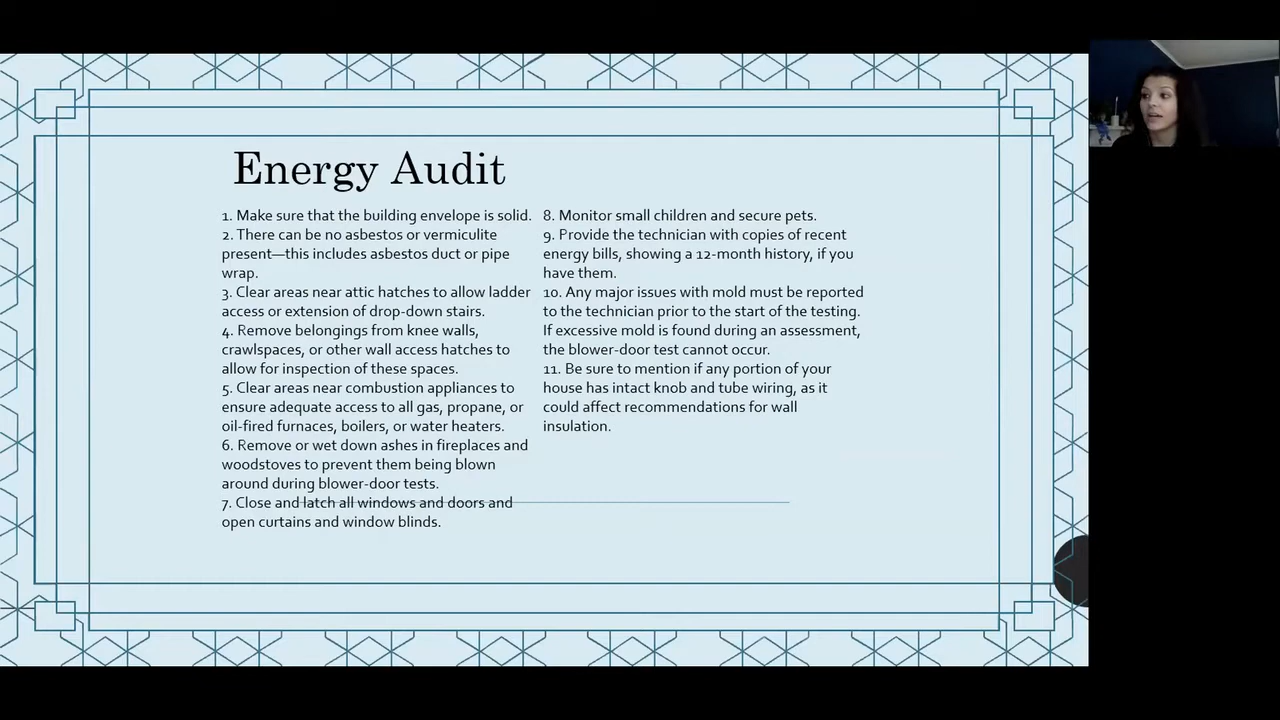 Energy Audit
1. Make sure that the building envelope is solid.
2. There can be no asbestos or vermiculite
present—this includes asbestos duct or pipe
wrap.
3. Clear areas near attic hatches to allow ladder
access or extension of drop-down stairs.
4. Remove belongings from knee walls,
crawlspaces, or other wall access hatches to
allow for inspection of these spaces.
5. Clear areas near combustion appliances to
ensure adequate access to all gas, propane, or
oil-fired furnaces, boilers, or water heaters.
6. Remove or wet down ashes in fireplaces and
woodstoves to prevent them being blown
around during blower-door tests.
7. Close and latch all windows and doors and
open curtains and window blinds.
8. Monitor small children and secure pets.
9. Provide the technician with copies of recent
energy bills, showing a 12-month history, if you
have them.
10. Any major issues with mold must be reported
to the technician prior to the start of the testing.
If excessive mold is found during an assessment,
the blower-door test cannot occur.
11. Be sure to mention if any portion of your
house has intact knob and tube wiring, as it
could affect recommendations for wall
insulation.